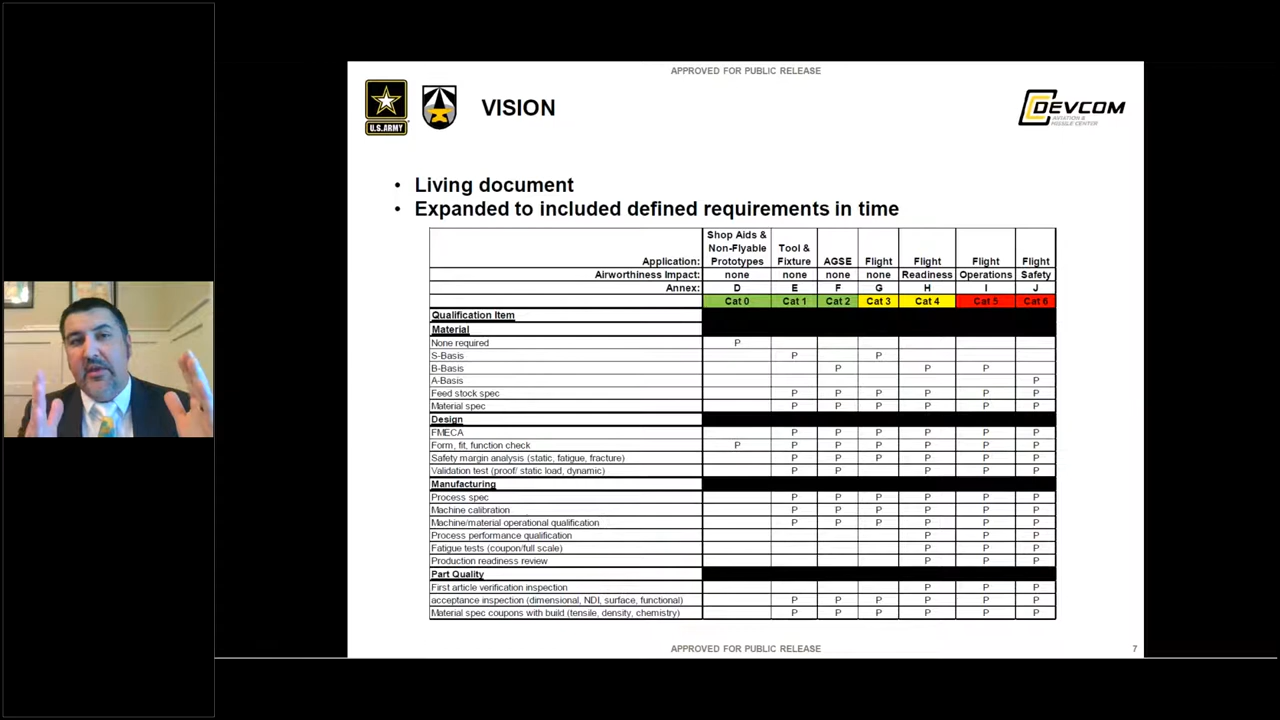 APPROVED FOR PUBLIC RELEASE
U.S. ARMY
VISION
DEVCOM
AVIATION & MISSILE CENTER
• Living document
• Expanded to included defined requirements in time
Application: Shop Aids & Non-Flyable Prototypes Tool & Fixture AGSE Flight Flight Flight Flight
Airworthiness Impact: none none none none Readiness Operations Safety
Annex: D E F G H I J
Cat 0 Cat 1 Cat 2 Cat 3 Cat 4 Cat 5 Cat 6
Qualification Item
Material
None required P
S-Basis P P
B-Basis P P P
A-Basis P
Feed stock spec P P P P P P
Material spec P P P P P P
Design
FMECA P P P P P P
Form, fit, function check P P P P P P P
Safety margin analysis (static, fatigue, fracture) P P P P P P
Validation test (proof/ static load, dynamic) P P P P P
Manufacturing
Process spec P P P P P P
Machine calibration P P P P P P
Machine/material operational qualification P P P P P P
Process performance qualification P P P
Fatigue tests (coupon/full scale) P P P
Production readiness review P P P
Part Quality
First article verification inspection P P P
acceptance inspection (dimensional, NDI, surface, functional) P P P P P P
Material spec coupons with build (tensile, density, chemistry) P P P P P P
APPROVED FOR PUBLIC RELEASE
7